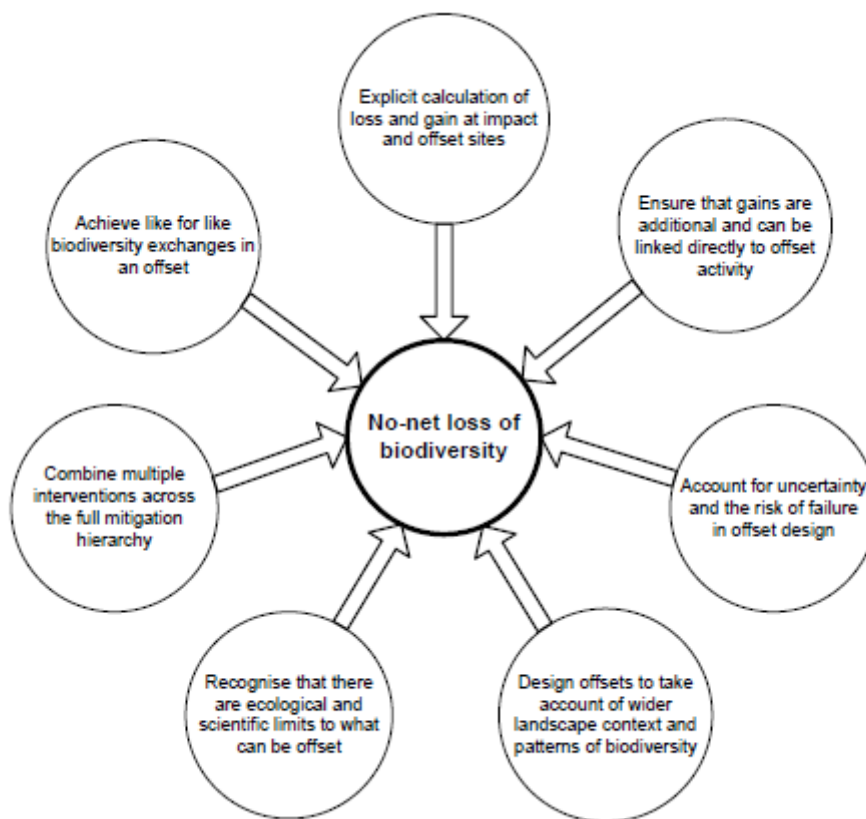 Explicit calculation of
loss and gain at impact
and offset sites
Ensure that gains are
additional and can be
linked directly to offset
activity
Achieve like for like
biodiversity exchanges in
an offset
No-net loss of
biodiversity
Combine multiple
interventions across
the full mitigation
hierarchy
Account for uncertainty
and the risk of failure
in offset design
Recognise that there
are ecological and
scientific limits to what
can be offset
Design offsets to take
account of wider
landscape context and
patterns of biodiversity